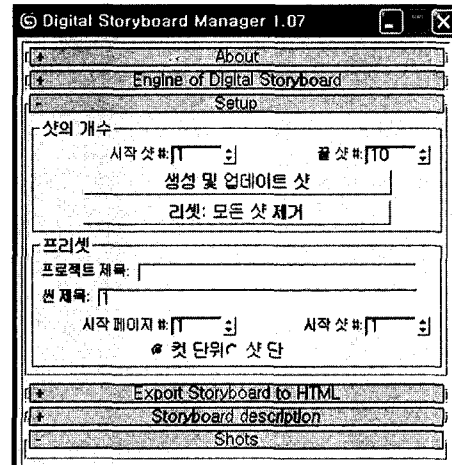 Digital Storyboard Manager 1.07
+ About
+ Engine of Digital Storyboard
- Setup
샷의 개수
시작 샷 #: 1 끝 샷 #: 10
생성 및 업데이트 샷
리셋: 모든 샷 제거
프리셋
프로젝트 제목:
씬 제목: 1
시작 페이지 #: 1 시작 샷 #: 1
컷 단위 샷 단
+ Export Storyboard to HTML
+ Storyboard description
- Shots